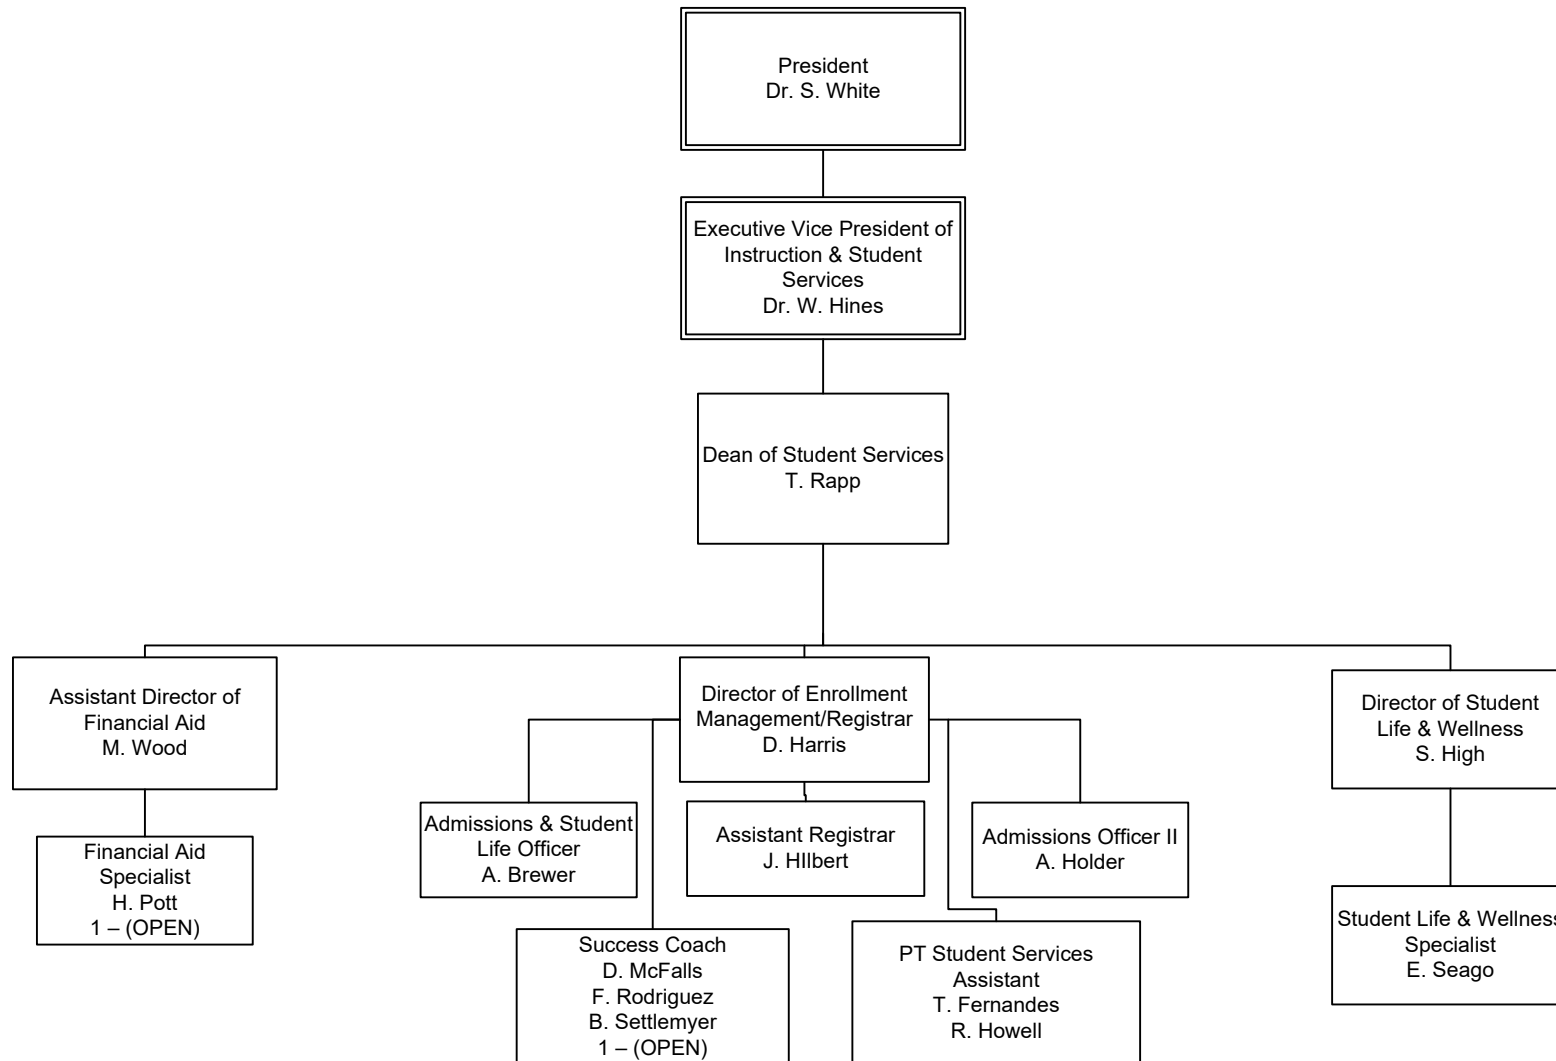 President
Dr. S. White
Executive Vice President of
Instruction & Student
Services
Dr. W. Hines
Dean of Student Services
T. Rapp
Assistant Director of
Financial Aid
M. Wood
Director of Enrollment
Management/Registrar
D. Harris
Director of Student
Life & Wellness
S. High
Financial Aid
Specialist
H. Pott
1 – (OPEN)
Admissions & Student
Life Officer
A. Brewer
Assistant Registrar
J. HIlbert
Admissions Officer II
A. Holder
Success Coach
D. McFalls
F. Rodriguez
B. Settlemyer
1 – (OPEN)
PT Student Services
Assistant
T. Fernandes
R. Howell
Student Life & Wellness
Specialist
E. Seago